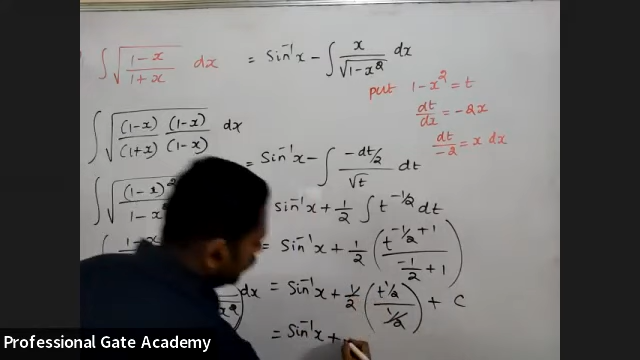 ∫ √((1-x)/(1+x)) dx = Sin⁻¹x - ∫ x/√(1-x²) dx
put 1-x² = t
dt/dx = -2x
dt/-2 = x dx
∫ √((1-x)/(1+x) (1-x)/(1-x)) dx
= Sin⁻¹x - ∫ (-dt/2)/√t dt
∫ √((1-x)²/1-x
Sin⁻¹x + 1/2 ∫ t^(-1/2) dt
= Sin⁻¹x + 1/2 (t^(-1/2 + 1)/(-1/2 + 1))
dx = Sin⁻¹x + 1/2 (t^(1/2)/(1/2)) + C
= Sin⁻¹x +
Professional Gate Academy